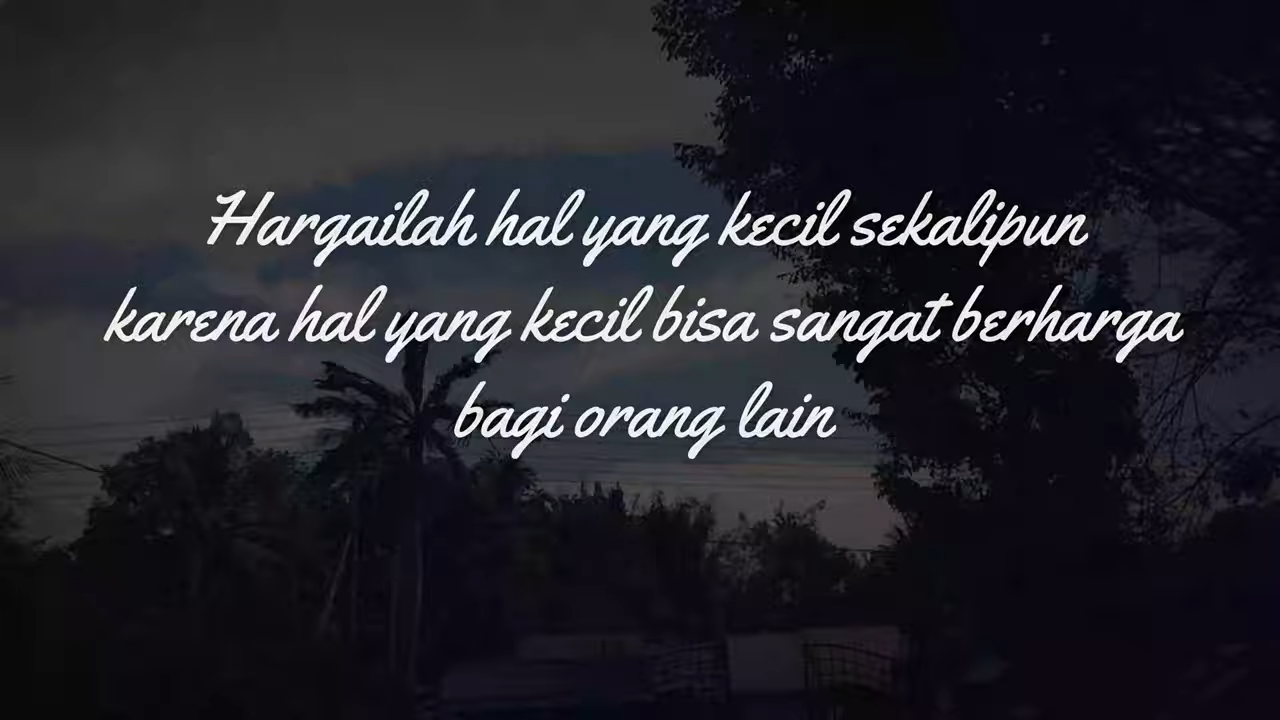 Hargailah hal yang kecil sekalipun
karena hal yang kecil bisa sangat berharga
bagi orang lain